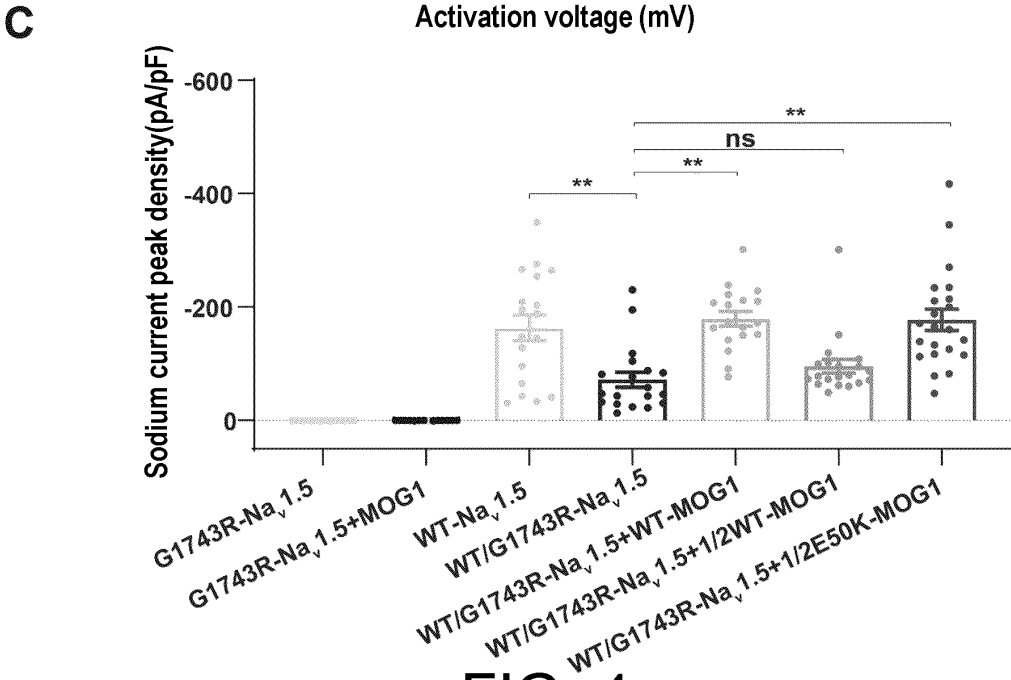 C
Activation voltage (mV)
Sodium current peak density(pA/pF)
-600
-400
-200
0
**
ns
**
**
G1743R-Nav1.5
G1743R-Nav1.5+MOG1
WT-Nav1.5
WT/G1743R-Nav1.5
WT/G1743R-Nav1.5+WT-MOG1
WT/G1743R-Nav1.5+1/2WT-MOG1
WT/G1743R-Nav1.5+1/2E50K-MOG1